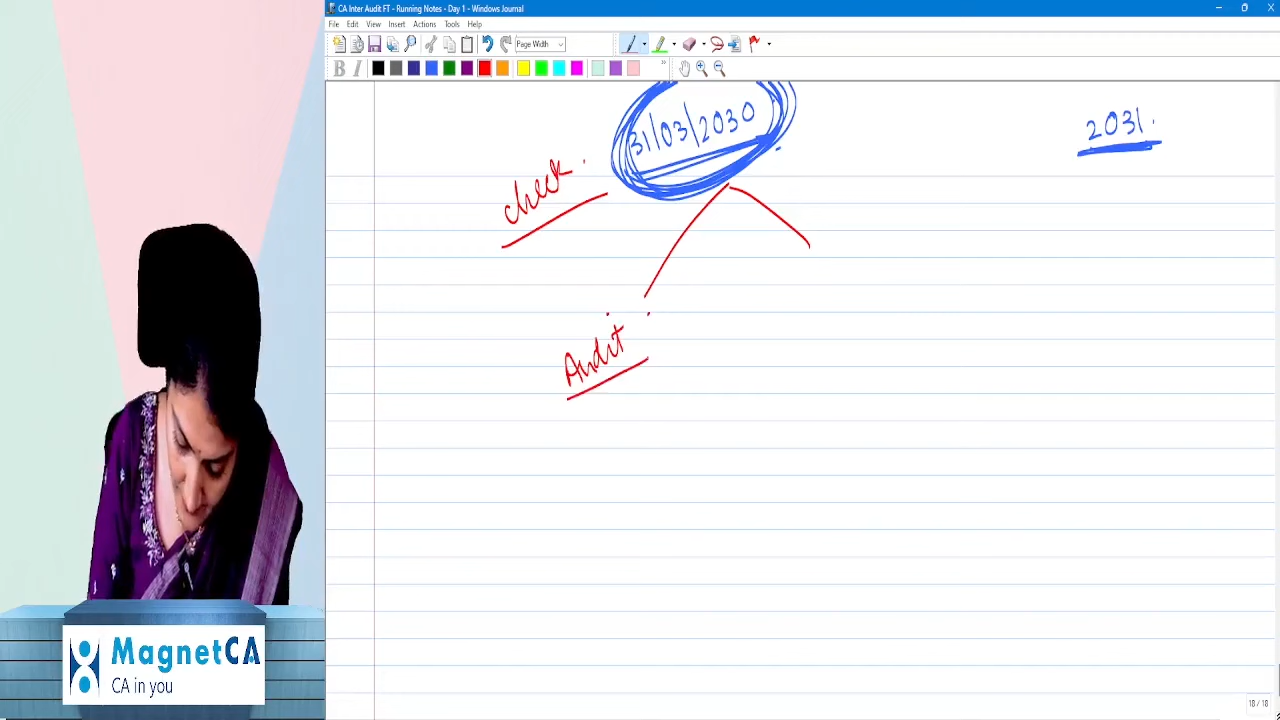 CA Inter Audit FT - Running Notes - Day 1 - Windows Journal
File Edit View Insert Actions Tools Help
Page Width
B I
31/03/2030
2031.
check.
Audit
MagnetCA
CA in you
18 / 18